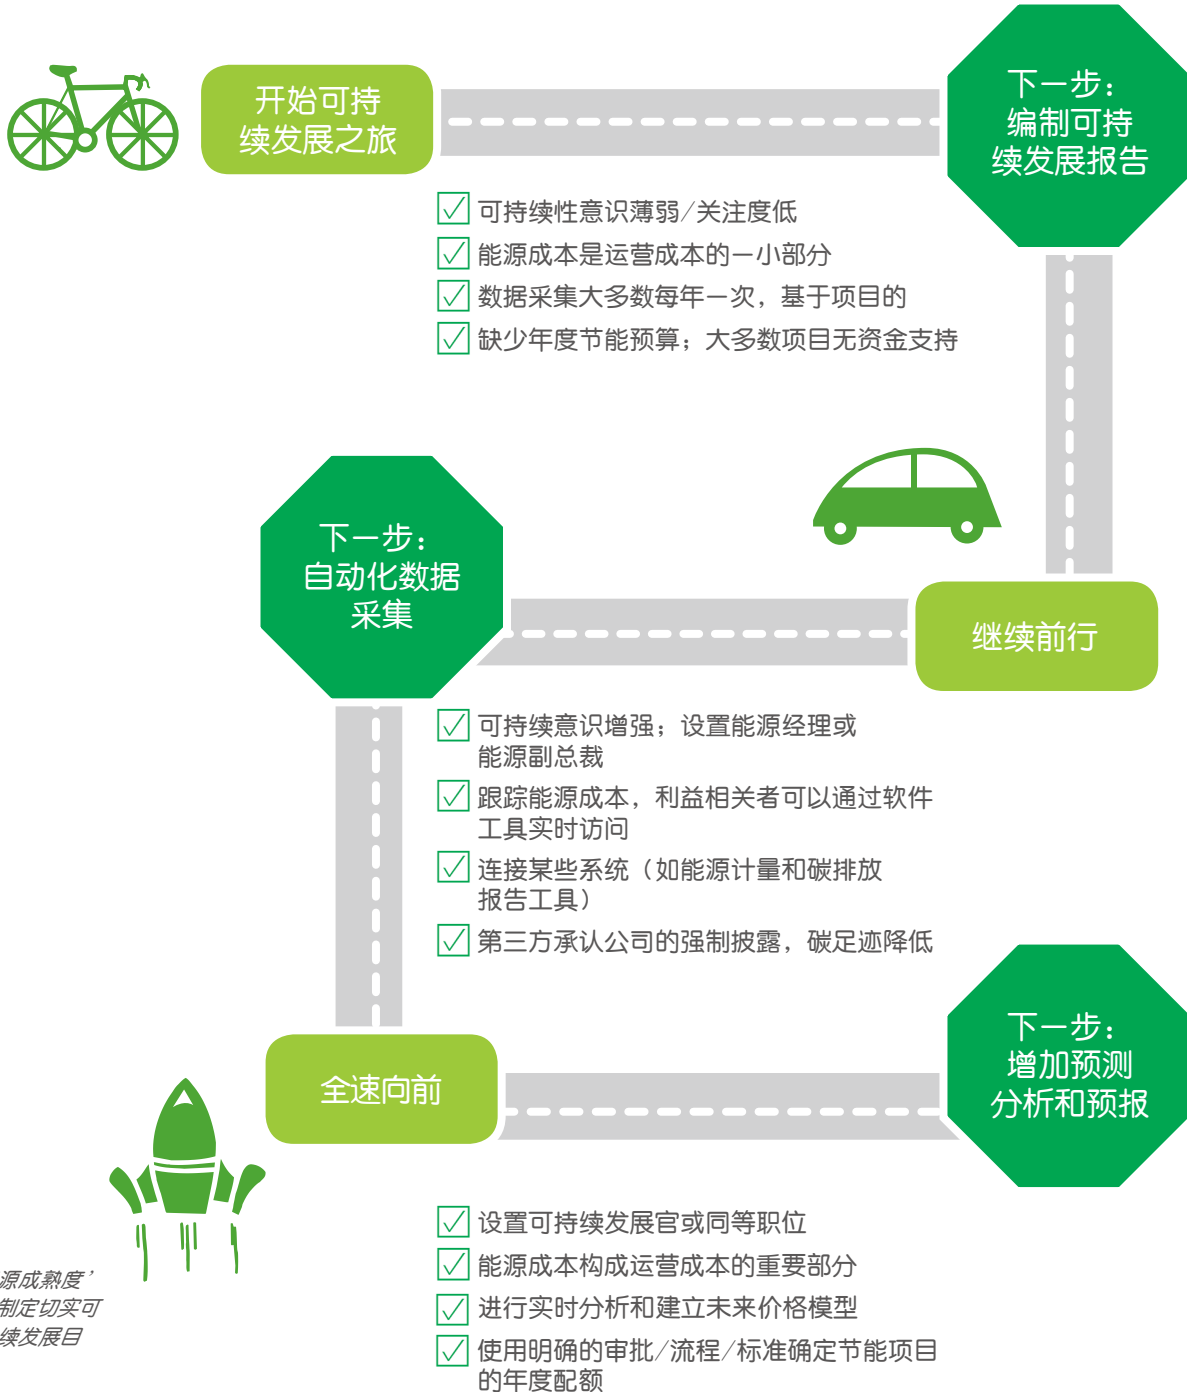 开始可持
续发展之旅
下一步：
编制可持
续发展报告
可持续性意识薄弱/关注度低
能源成本是运营成本的一小部分
数据采集大多数每年一次，基于项目的
缺少年度节能预算；大多数项目无资金支持
下一步：
自动化数据
采集
继续前行
可持续意识增强；设置能源经理或
能源副总裁
跟踪能源成本，利益相关者可以通过软件
工具实时访问
连接某些系统（如能源计量和碳排放
报告工具）
第三方承认公司的强制披露，碳足迹降低
全速向前
下一步：
增加预测
分析和预报
设置可持续发展官或同等职位
能源成本构成运营成本的重要部分
进行实时分析和建立未来价格模型
使用明确的审批/流程/标准确定节能项目
的年度配额
源成熟度’
制定切实可
续发展目